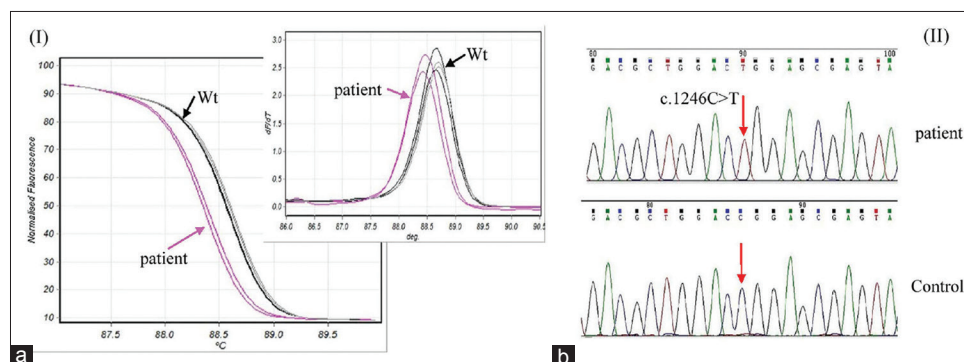 (I)
100
90
80
70
60
50
40
30
20
10
Normalised Fluorescence
Wt
patient
87.5
88.0
88.5
89.0
89.5
°C
3.0
2.5
2.0
1.5
1.0
0.5
0.0
dF/dT
patient
Wt
86.0 86.5 87.0 87.5 88.0 88.5 89.0 89.5 90.0 90.5
deg.
a
(II)
80 90 100
G A C G C T G G A C T G G A G C G A G T A
c.1246C>T
patient
80 90
G A C G C T G G A C C G G A G C G A G T A
Control
b